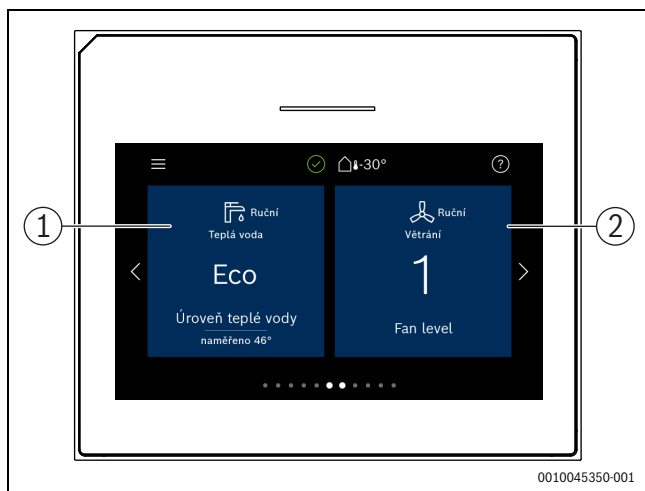 -30°
?
Ruční
Teplá voda
Eco
Úroveň teplé vody
naměřeno 46°
Ruční
Větrání
1
Fan level
1
2
0010045350-001